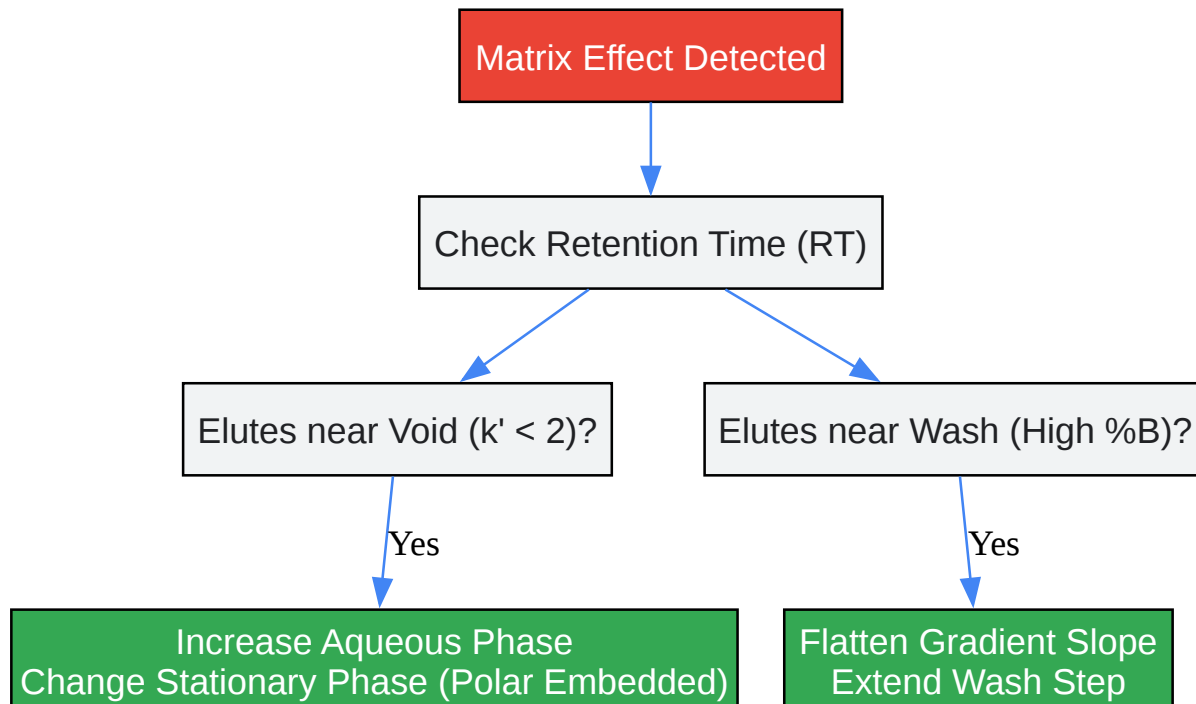 Matrix Effect Detected
Check Retention Time (RT)
Elutes near Void (k' < 2)?
Elutes near Wash (High %B)?
Yes
Yes
Increase Aqueous Phase
Change Stationary Phase (Polar Embedded)
Flatten Gradient Slope
Extend Wash Step